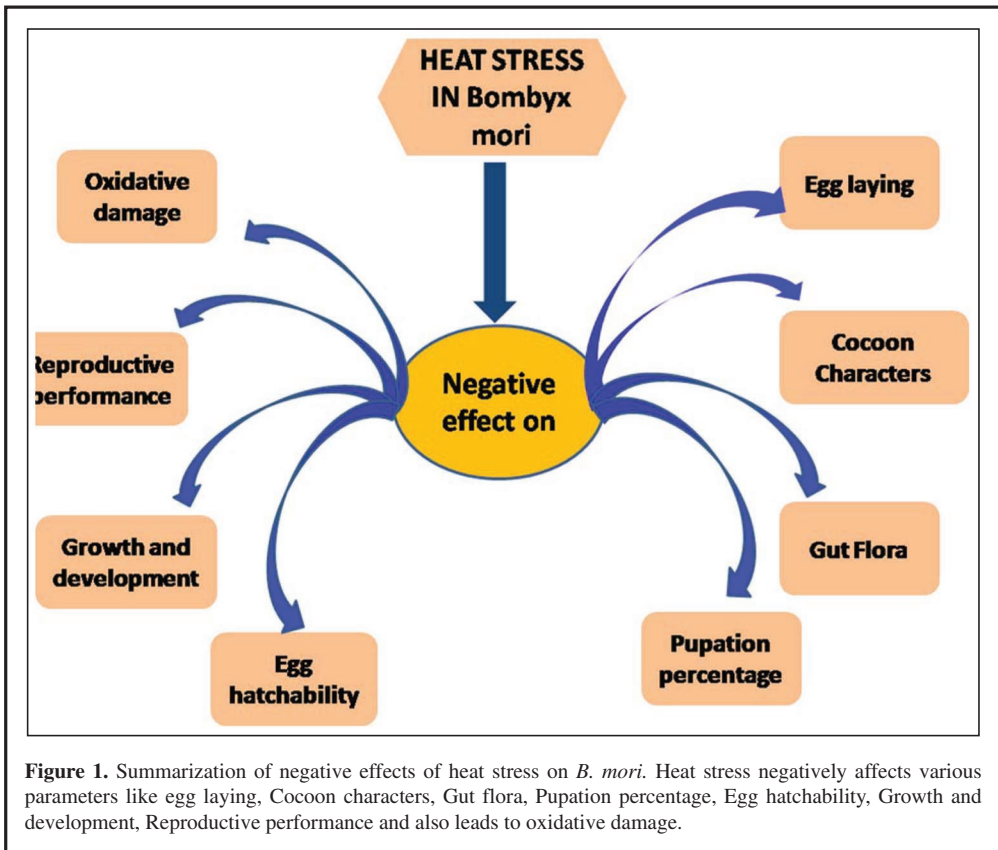 HEAT STRESS
IN Bombyx
mori
Oxidative
damage
Egg laying
Reproductive
performance
Cocoon
Characters
Negative
effect on
Growth and
development
Gut Flora
Egg
hatchability
Pupation
percentage
Figure 1. Summarization of negative effects of heat stress on B. mori. Heat stress negatively affects various
parameters like egg laying, Cocoon characters, Gut flora, Pupation percentage, Egg hatchability, Growth and
development, Reproductive performance and also leads to oxidative damage.